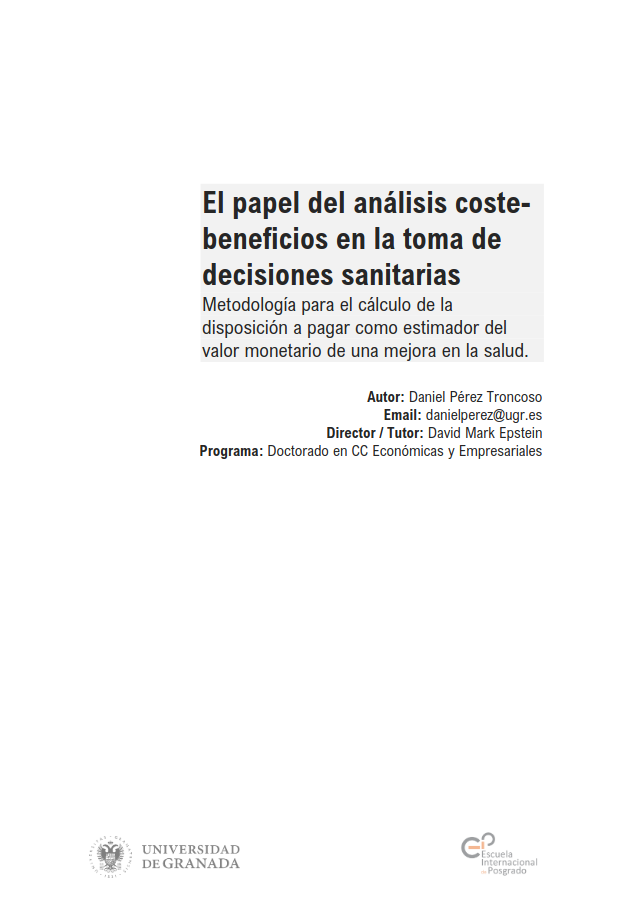 El papel del análisis coste-
beneficios en la toma de
decisiones sanitarias
Metodología para el cálculo de la
disposición a pagar como estimador del
valor monetario de una mejora en la salud.
Autor: Daniel Pérez Troncoso
Email: danielperez@ugr.es
Director / Tutor: David Mark Epstein
Programa: Doctorado en CC Económicas y Empresariales
UNIVERSIDAD
DE GRANADA
Escuela
Internacional
de Posgrado